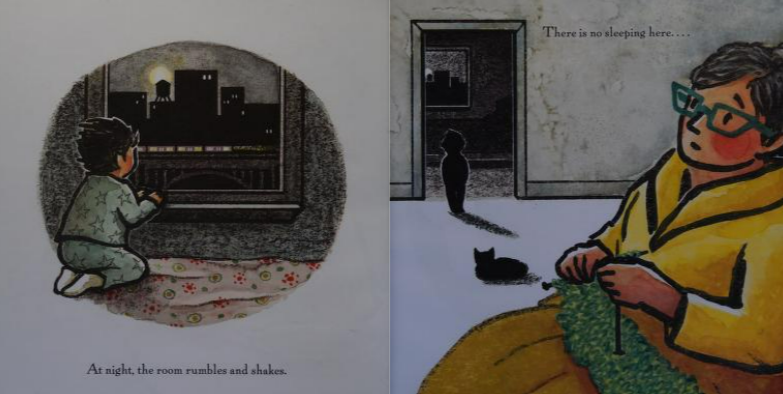 At night, the room rumbles and shakes.
There is no sleeping here....